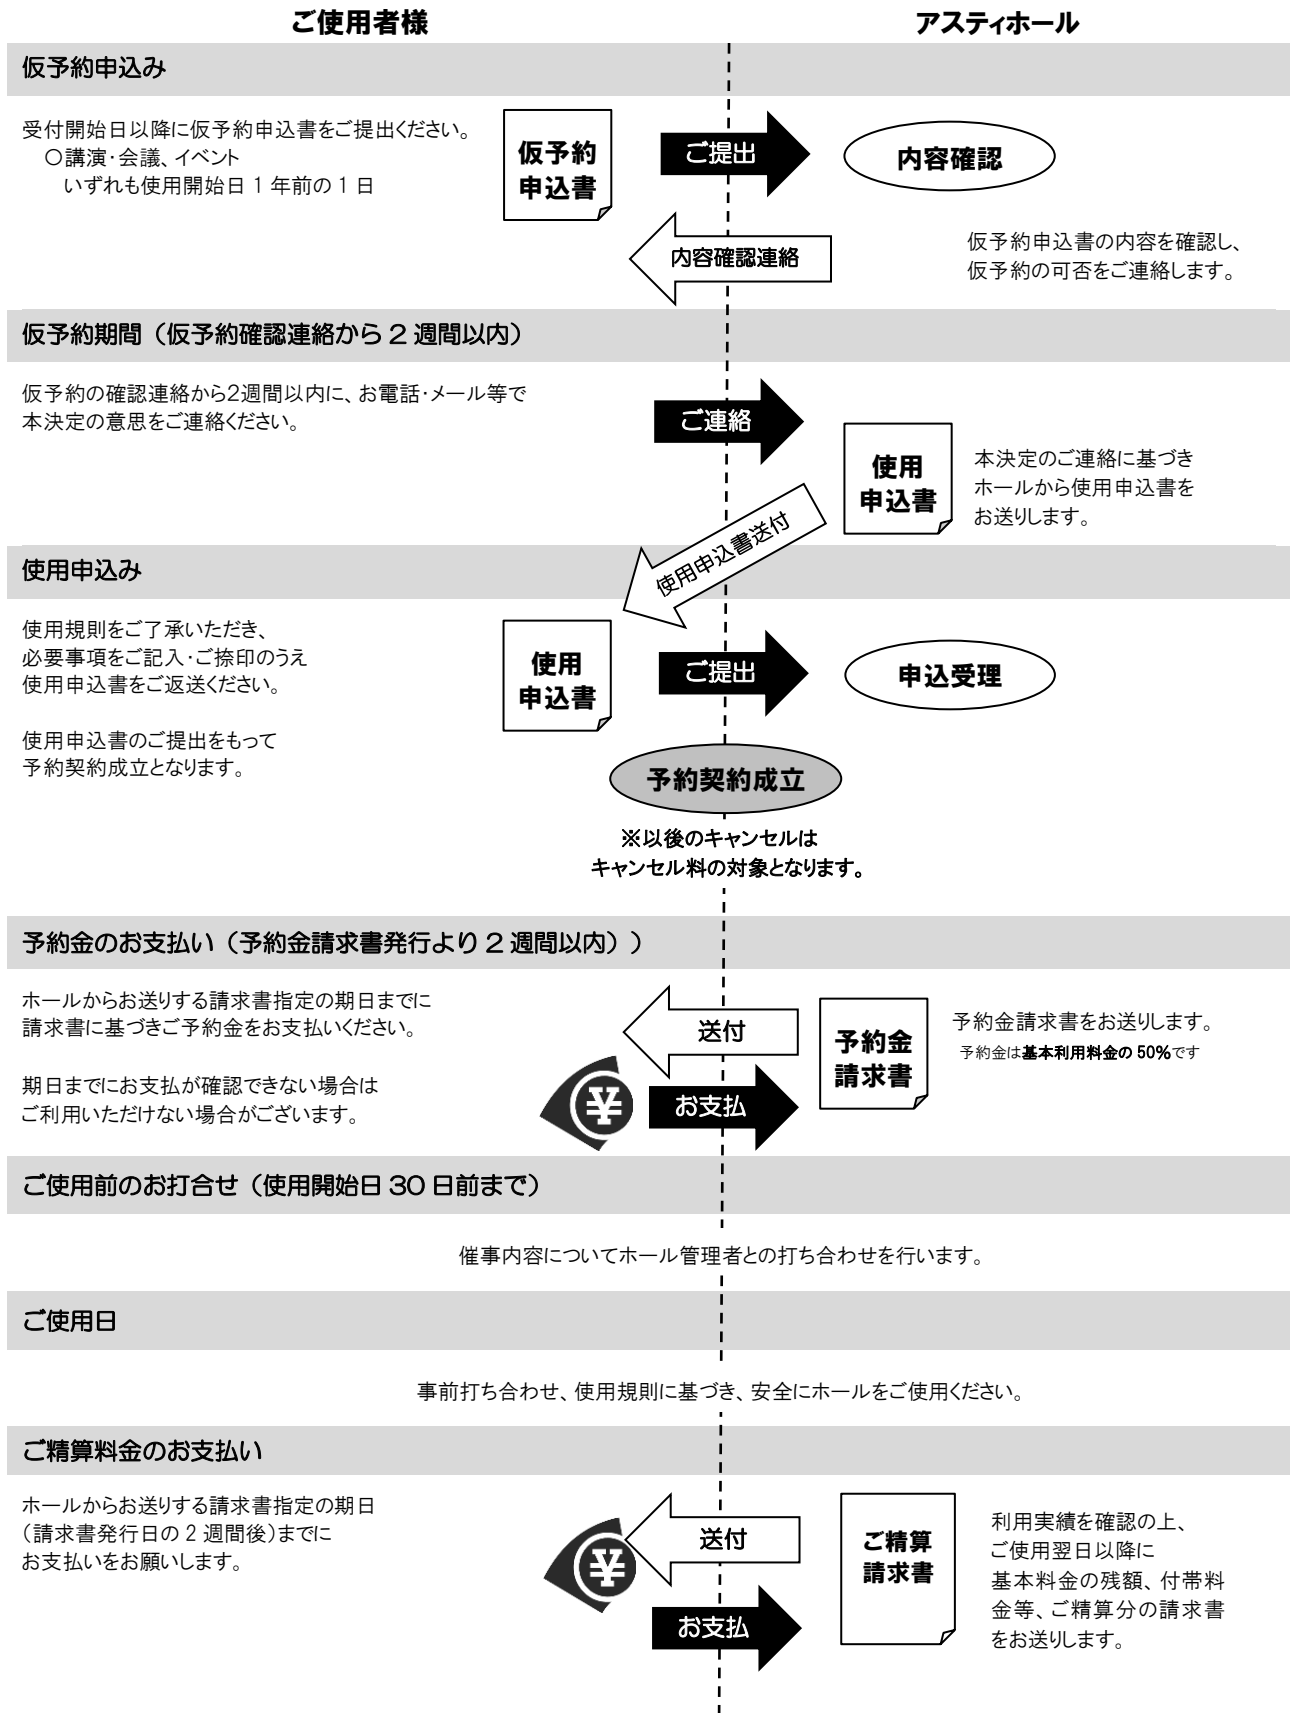 ご使用者様
アスティホール
仮予約申込み
受付開始日以降に仮予約申込書をご提出ください。
○講演・会議、イベント
いずれも使用開始日 1 年前の 1 日
仮予約
申込書
ご提出
内容確認
内容確認連絡
仮予約申込書の内容を確認し、
仮予約の可否をご連絡します。
仮予約期間（仮予約確認連絡から 2 週間以内）
仮予約の確認連絡から2週間以内に、お電話・メール等で
本決定の意思をご連絡ください。
ご連絡
使用
申込書
本決定のご連絡に基づき
ホールから使用申込書を
お送りします。
使用申込書送付
使用申込み
使用規則をご了承いただき、
必要事項をご記入・ご捺印のうえ
使用申込書をご返送ください。
使用申込書のご提出をもって
予約契約成立となります。
使用
申込書
ご提出
申込受理
予約契約成立
※以後のキャンセルは
キャンセル料の対象となります。
予約金のお支払い（予約金請求書発行より 2 週間以内））
ホールからお送りする請求書指定の期日までに
請求書に基づきご予約金をお支払いください。
期日までにお支払が確認できない場合は
ご利用いただけない場合がございます。
送付
¥
お支払
予約金
請求書
予約金請求書をお送りします。
予約金は基本利用料金の 50%です
ご使用前のお打合せ（使用開始日 30 日前まで）
催事内容についてホール管理者との打ち合わせを行います。
ご使用日
事前打ち合わせ、使用規則に基づき、安全にホールをご使用ください。
ご精算料金のお支払い
ホールからお送りする請求書指定の期日
（請求書発行日の 2 週間後）までに
お支払いをお願いします。
送付
¥
お支払
ご精算
請求書
利用実績を確認の上、
ご使用翌日以降に
基本料金の残額、付帯料
金等、ご精算分の請求書
をお送りします。